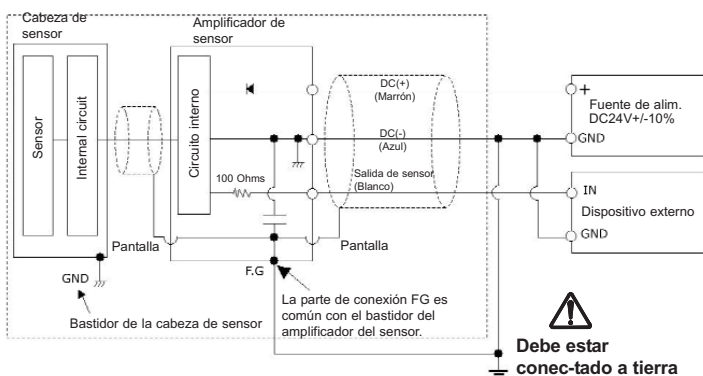 Cabeza de
sensor
Amplificador de
sensor
Sensor
Internal circuit
Circuito interno
100 Ohms
DC(+)
(Marrón)
DC(-)
(Azul)
Salida de sensor
(Blanco)
+
Fuente de alim.
DC24V+/-10%
GND
IN
Dispositivo externo
GND
Pantalla
Pantalla
GND
F.G
Bastidor de la cabeza de sensor
La parte de conexión FG es
común con el bastidor del
amplificador del sensor.
Debe estar
conec-tado a tierra